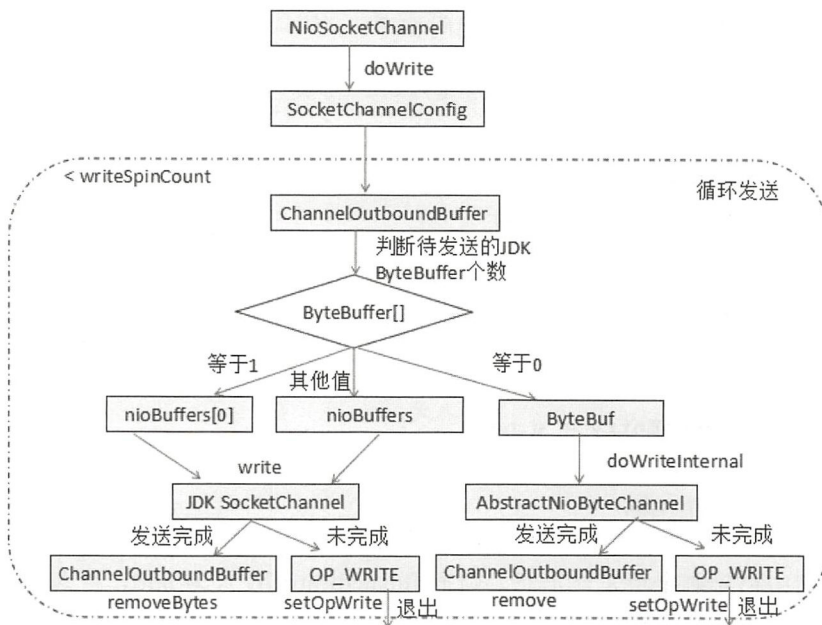 NioSocketChannel
doWrite
SocketChannelConfig
< writeSpinCount
循环发送
ChannelOutboundBuffer
判断待发送的JDK
ByteBuffer个数
ByteBuffer[]
等于1
其他值
等于0
nioBuffers[0]
nioBuffers
ByteBuf
write
doWriteInternal
JDK SocketChannel
AbstractNioByteChannel
发送完成
未完成
发送完成
未完成
ChannelOutboundBuffer
OP_WRITE
ChannelOutboundBuffer
OP_WRITE
removeBytes
setOpWrite
退出
remove
setOpWrite
退出